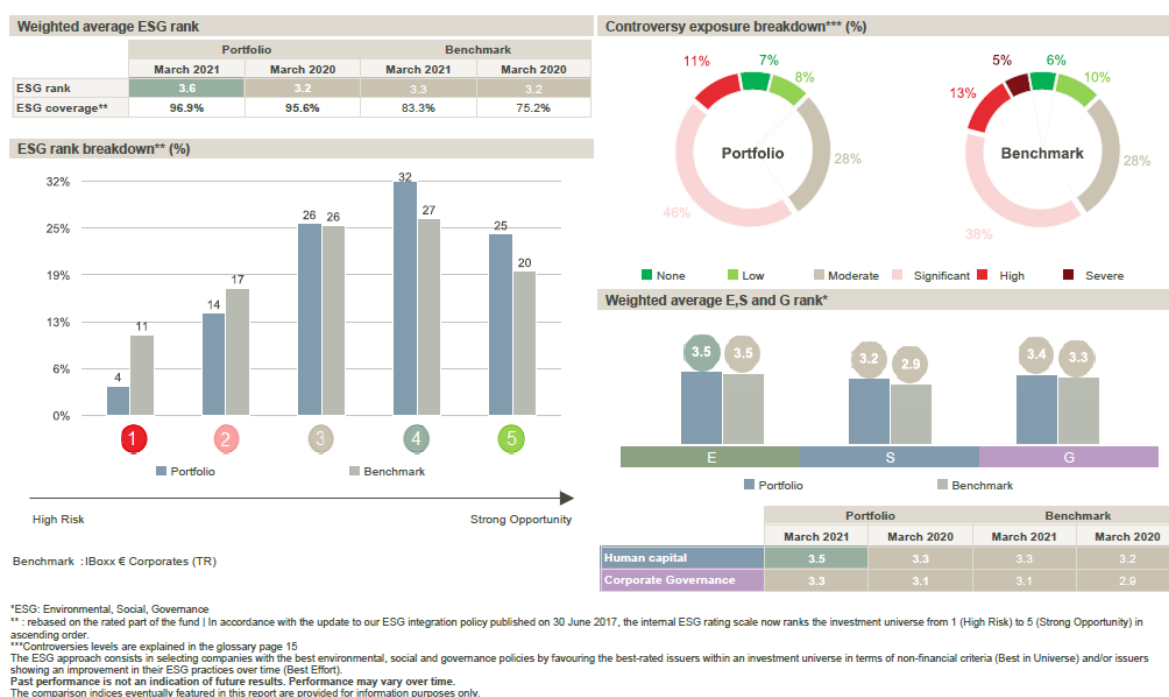 Weighted average ESG rank
Portfolio Benchmark
March 2021 March 2020 March 2021 March 2020
ESG rank 3.6 3.2 3.3 3.2
ESG coverage** 96.9% 95.6% 83.3% 75.2%
ESG rank breakdown** (%)
32%
25%
19%
13%
6%
0%
4 11 14 17 26 26 32 27 25 20
1 2 3 4 5
Portfolio Benchmark
High Risk Strong Opportunity
Benchmark : IBoxx € Corporates (TR)
Controversy exposure breakdown*** (%)
11% 7% 8% 28% 46%
Portfolio
5% 6% 10% 13% 28% 38%
Benchmark
None Low Moderate Significant High Severe
Weighted average E,S and G rank*
3.5 3.5 3.2 2.9 3.4 3.3
E S G
Portfolio Benchmark
Portfolio Benchmark
March 2021 March 2020 March 2021 March 2020
Human capital 3.5 3.3 3.3 3.2
Corporate Governance 3.3 3.1 3.1 2.9
*ESG: Environmental, Social, Governance
** : rebased on the rated part of the fund | In accordance with the update to our ESG integration policy published on 30 June 2017, the internal ESG rating scale now ranks the investment universe from 1 (High Risk) to 5 (Strong Opportunity) in
ascending order.
***Controversies levels are explained in the glossary page 15
The ESG approach consists in selecting companies with the best environmental, social and governance policies by favouring the best-rated issuers within an investment universe in terms of non-financial criteria (Best in Universe) and/or issuers
showing an improvement in their ESG practices over time (Best Effort).
Past performance is not an indication of future results. Performance may vary over time.
The comparison indices eventually featured in this report are provided for information purposes only.